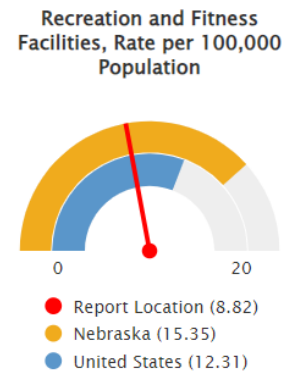 Recreation and Fitness
Facilities, Rate per 100,000
Population
0
20
Report Location (8.82)
Nebraska (15.35)
United States (12.31)